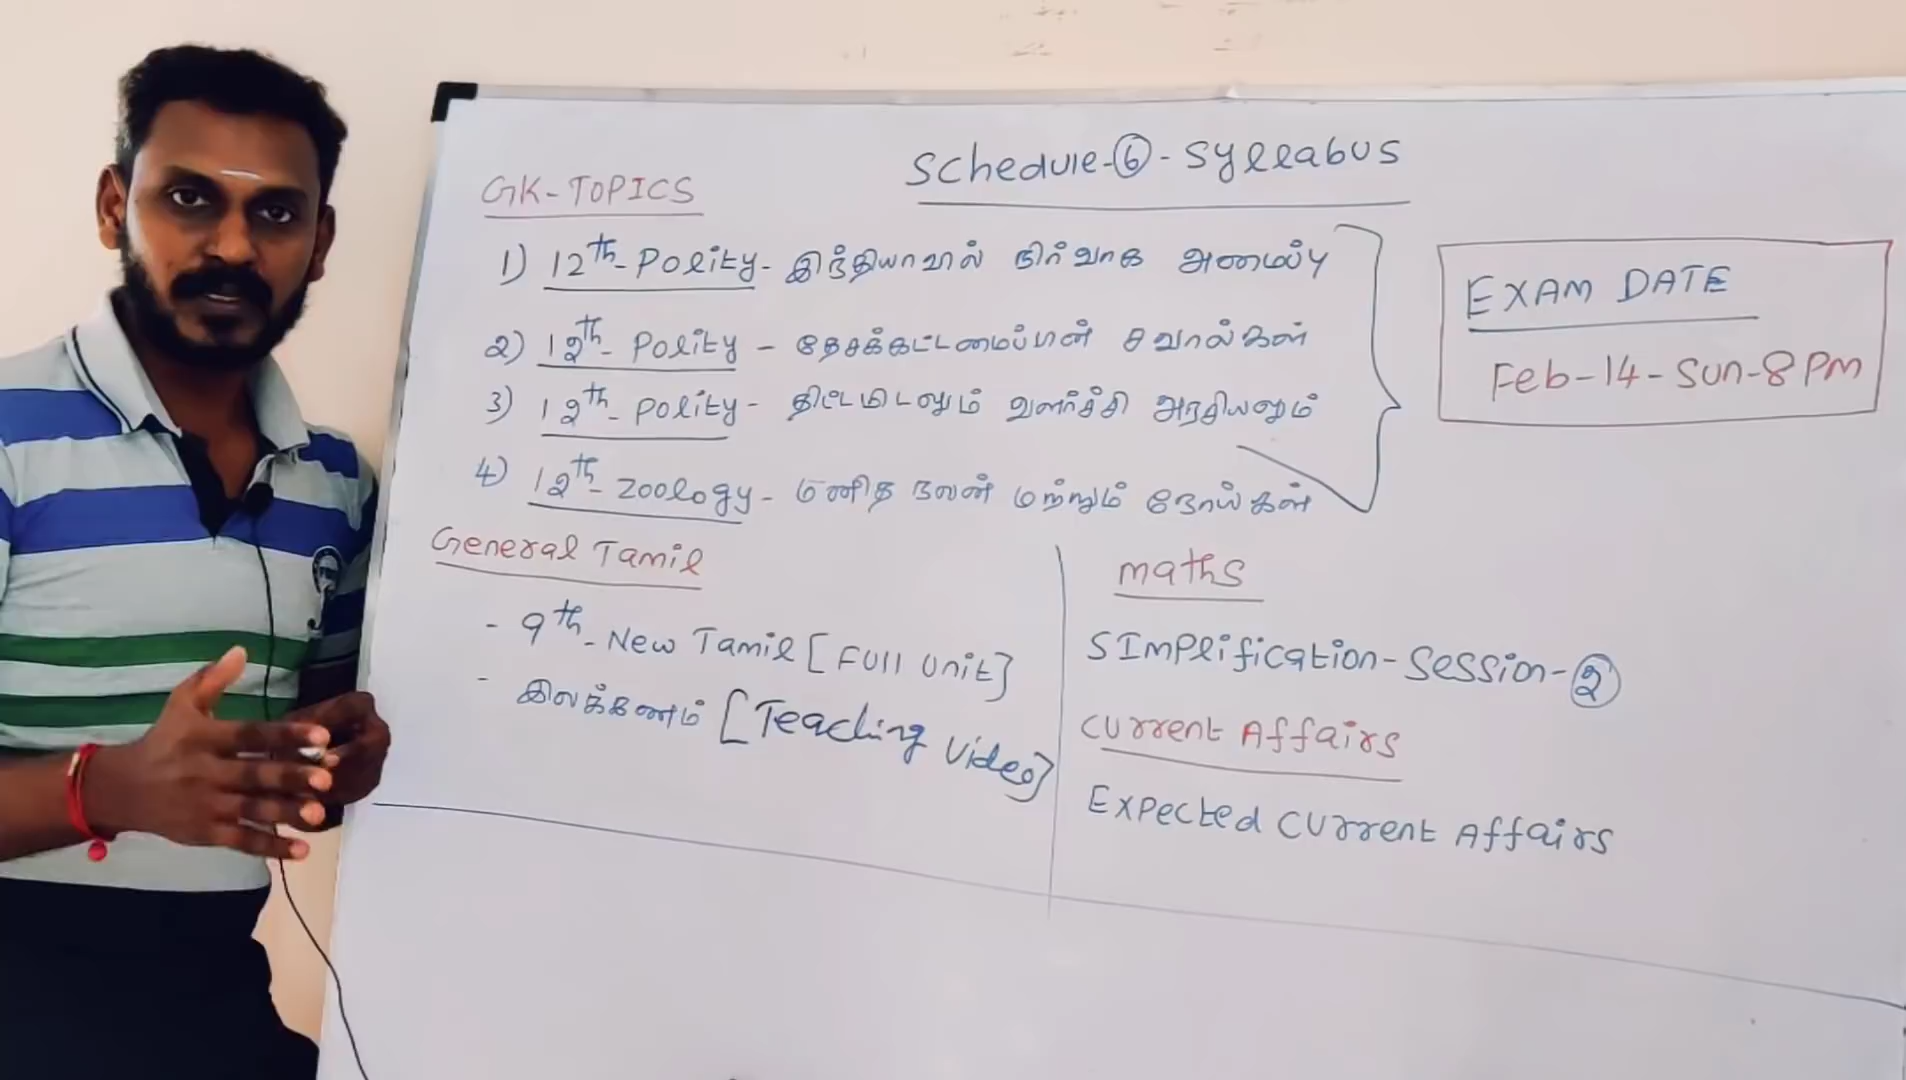 Schedule-6-Syllabus
GK-TOPICS
1) 12th-Polity- இந்தியாவில் நிர்வாக அமைப்பு
2) 12th- Polity - தேசக்கட்டமைப்பின் சவால்கள்
3) 12th- Polity- திட்டமிடலும் வளர்ச்சி அரசியலும்
4) 12th- Zoology- மனித நலன் மற்றும் நோய்கள்
EXAM DATE
Feb-14-Sun-8PM
General Tamil
- 9th-New Tamil [Full Unit]
- இலக்கணம் [Teaching Video]
Maths
SImplification-Session-2
Current Affairs
Expected Current Affairs